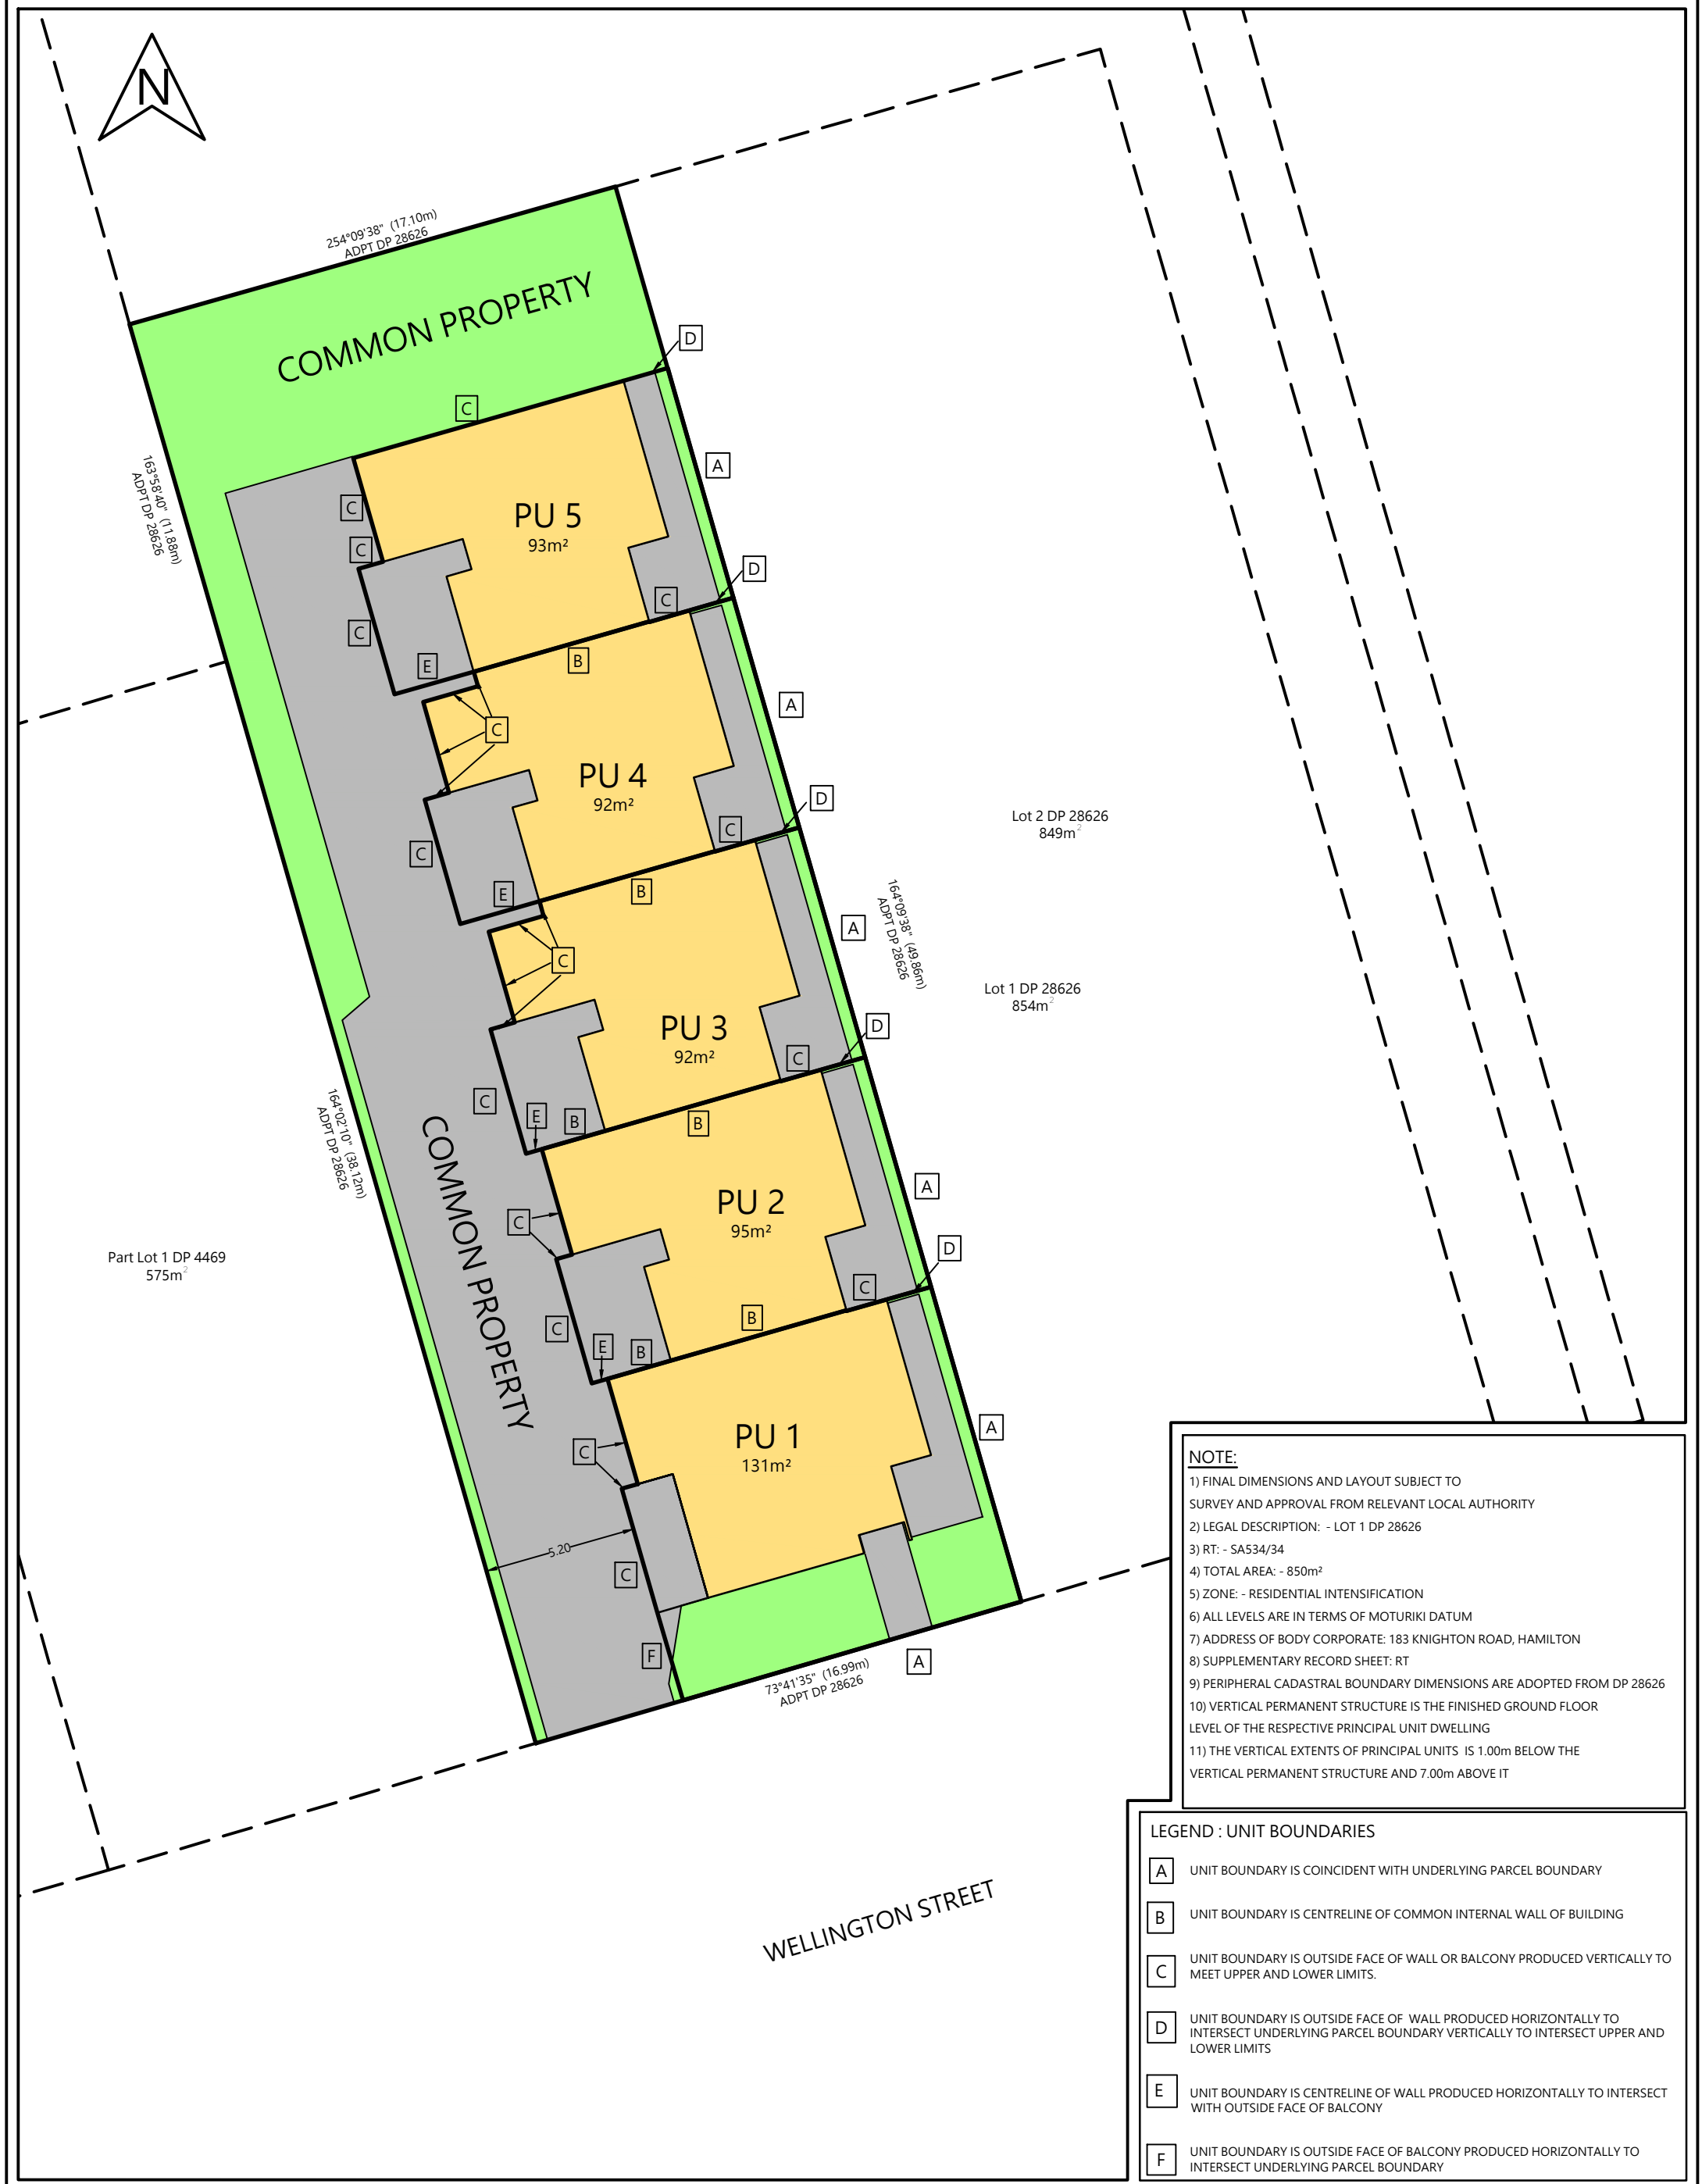 N
254°09'38" (17.10m)
ADPT DP 28626
COMMON PROPERTY
D
C
A
163°58'40" (11.88m)
ADPT DP 28626
C
PU 5
93m²
C
D
C
C
B
E
A
C
PU 4
92m²
D
C
Lot 2 DP 28626
849m²
C
B
E
164°09'38" (49.86m)
ADPT DP 28626
A
C
Lot 1 DP 28626
854m²
PU 3
92m²
D
C
C
E
B
B
164°02'10" (38.12m)
ADPT DP 28626
COMMON PROPERTY
A
PU 2
95m²
C
D
Part Lot 1 DP 4469
575m²
C
B
C
E
B
A
PU 1
131m²
C
5.20
C
F
A
73°41'35" (16.99m)
ADPT DP 28626
WELLINGTON STREET
NOTE:
1) FINAL DIMENSIONS AND LAYOUT SUBJECT TO
SURVEY AND APPROVAL FROM RELEVANT LOCAL AUTHORITY
2) LEGAL DESCRIPTION: - LOT 1 DP 28626
3) RT: - SA534/34
4) TOTAL AREA: - 850m²
5) ZONE: - RESIDENTIAL INTENSIFICATION
6) ALL LEVELS ARE IN TERMS OF MOTURIKI DATUM
7) ADDRESS OF BODY CORPORATE: 183 KNIGHTON ROAD, HAMILTON
8) SUPPLEMENTARY RECORD SHEET: RT
9) PERIPHERAL CADASTRAL BOUNDARY DIMENSIONS ARE ADOPTED FROM DP 28626
10) VERTICAL PERMANENT STRUCTURE IS THE FINISHED GROUND FLOOR
LEVEL OF THE RESPECTIVE PRINCIPAL UNIT DWELLING
11) THE VERTICAL EXTENTS OF PRINCIPAL UNITS IS 1.00m BELOW THE
VERTICAL PERMANENT STRUCTURE AND 7.00m ABOVE IT
LEGEND : UNIT BOUNDARIES
A UNIT BOUNDARY IS COINCIDENT WITH UNDERLYING PARCEL BOUNDARY
B UNIT BOUNDARY IS CENTRELINE OF COMMON INTERNAL WALL OF BUILDING
C UNIT BOUNDARY IS OUTSIDE FACE OF WALL OR BALCONY PRODUCED VERTICALLY TO
MEET UPPER AND LOWER LIMITS.
D UNIT BOUNDARY IS OUTSIDE FACE OF WALL PRODUCED HORIZONTALLY TO
INTERSECT UNDERLYING PARCEL BOUNDARY VERTICALLY TO INTERSECT UPPER AND
LOWER LIMITS
E UNIT BOUNDARY IS CENTRELINE OF WALL PRODUCED HORIZONTALLY TO INTERSECT
WITH OUTSIDE FACE OF BALCONY
F UNIT BOUNDARY IS OUTSIDE FACE OF BALCONY PRODUCED HORIZONTALLY TO
INTERSECT UNDERLYING PARCEL BOUNDARY